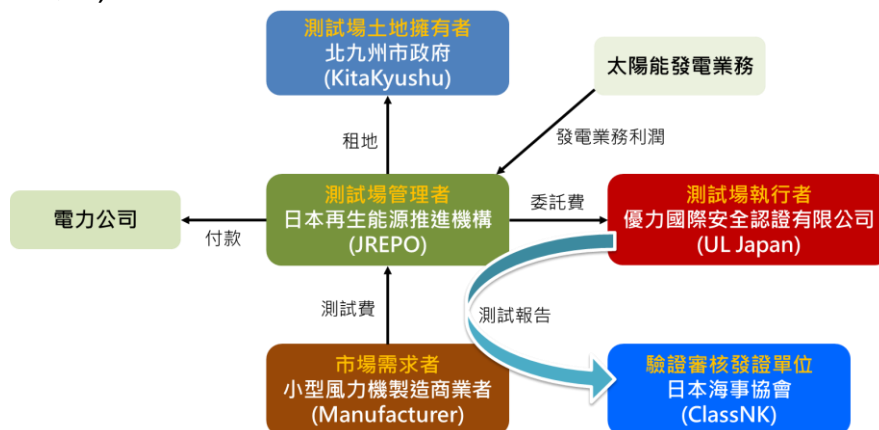 測試場土地擁有者
北九州市政府
(KitaKyushu)
太陽能發電業務
租地
發電業務利潤
電力公司
付款
測試場管理者
日本再生能源推進機構
(JREPO)
委託費
測試場執行者
優力國際安全認證有限公司
(UL Japan)
測試費
測試報告
市場需求者
小型風力機製造商業者
(Manufacturer)
驗證審核發證單位
日本海事協會
(ClassNK)